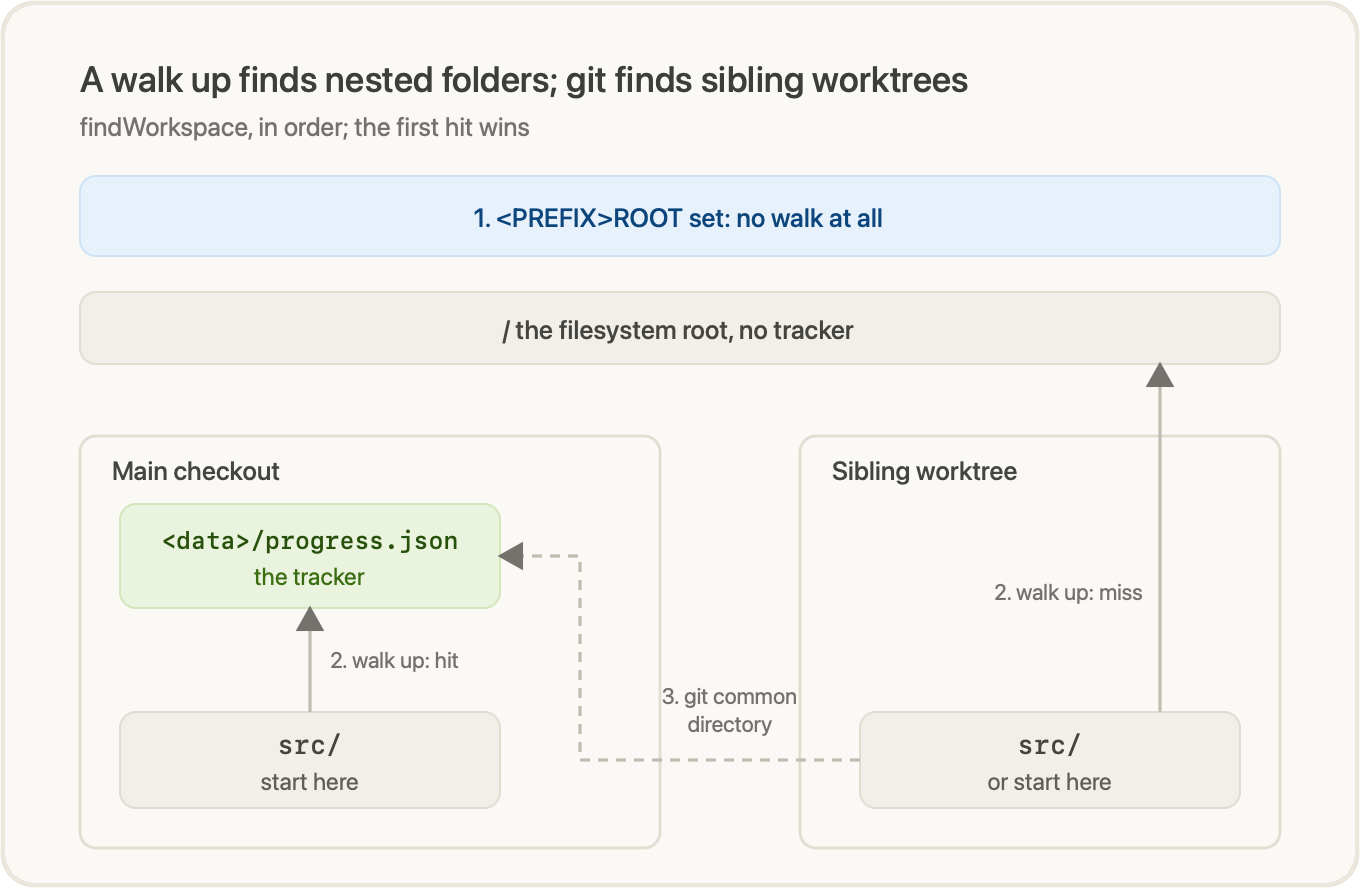 A walk up finds nested folders; git finds sibling worktrees
findWorkspace, in order; the first hit wins
1. <PREFIX>ROOT set: no walk at all
/ the filesystem root, no tracker
Main checkout
<data>/progress.json
the tracker
2. walk up: hit
src/
start here
3. git common
directory
Sibling worktree
2. walk up: miss
src/
or start here